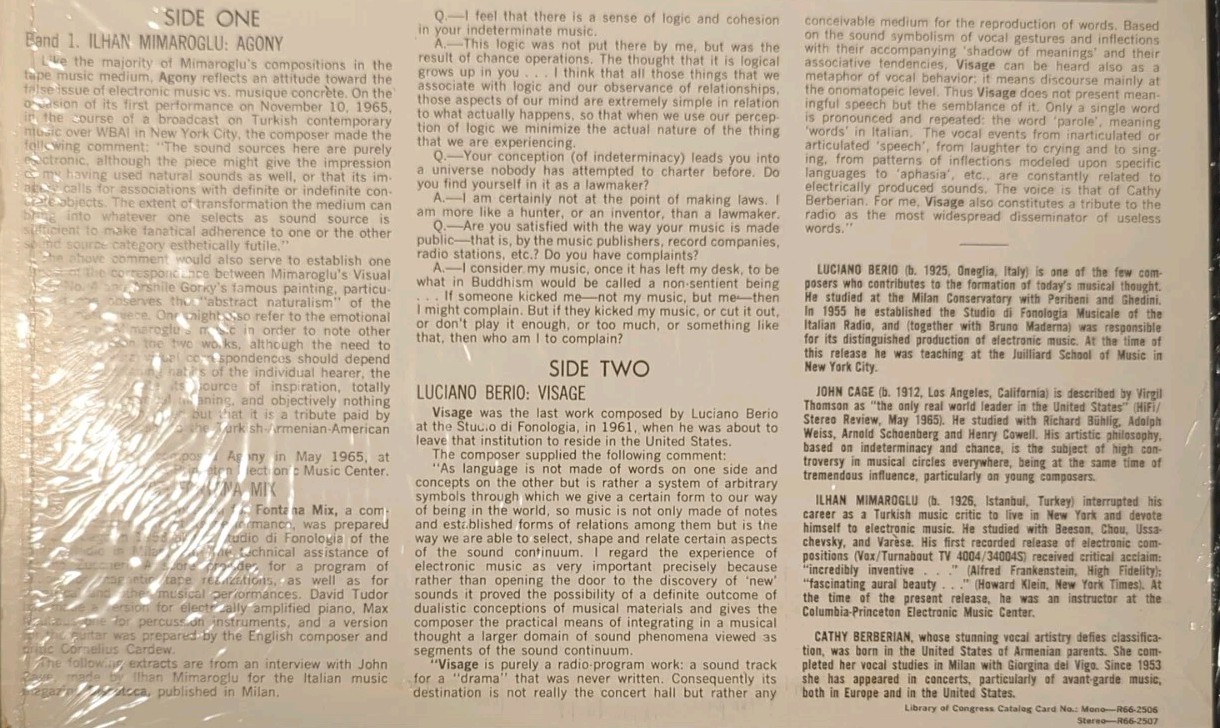 SIDE ONE
Band 1. ILHAN MIMAROGLU: AGONY
Like the majority of Mimaroglu's compositions in the
tape music medium, Agony reflects an attitude toward the
false issue of electronic music vs. musique concrète. On the
occasion of its first performance on November 10, 1965,
in the course of a broadcast on Turkish contemporary
music over WBAI in New York City, the composer made the
following comment: "The sound sources here are purely
electronic, although the piece might give the impression
my having used natural sounds as well, or that its im-
calls for associations with definite or indefinite con-
objects. The extent of transformation the medium can
bring into whatever one selects as sound source is
sufficient to make fanatical adherence to one or the other
sound source category esthetically futile."
The above comment would also serve to establish one
of the correspondence between Mimaroglu's Visual
Arshile Gorky's famous painting, particu-
observes the "abstract naturalism" of the
piece. One might also refer to the emotional
Mimaroglu's music in order to note other
the two works, although the need to
correspondences should depend
of the individual hearer, the
its source of inspiration, totally
and objectively nothing
but that it is a tribute paid by
the Turkish-Armenian-American
Agony in May 1965, at
Electronic Music Center.
MIX
Fontana Mix, a com-
was prepared
Studio di Fonologia of the
in the technical assistance of
A score provides for a program of
magnetic tape realizations, as well as for
musical performances. David Tudor
version for electrically amplified piano, Max
one for percussion instruments, and a version
for guitar was prepared by the English composer and
Cornelius Cardew.
The following extracts are from an interview with John
Cage, made by Ilhan Mimaroglu for the Italian music
magazine published in Milan.
Q.—I feel that there is a sense of logic and cohesion
in your indeterminate music.
A.—This logic was not put there by me, but was the
result of chance operations. The thought that it is logical
grows up in you . . . I think that all those things that we
associate with logic and our observance of relationships,
those aspects of our mind are extremely simple in relation
to what actually happens, so that when we use our percep-
tion of logic we minimize the actual nature of the thing
that we are experiencing.
Q.—Your conception (of indeterminacy) leads you into
a universe nobody has attempted to charter before. Do
you find yourself in it as a lawmaker?
A.—I am certainly not at the point of making laws. I
am more like a hunter, or an inventor, than a lawmaker.
Q.—Are you satisfied with the way your music is made
public—that is, by the music publishers, record companies,
radio stations, etc.? Do you have complaints?
A.—I consider my music, once it has left my desk, to be
what in Buddhism would be called a non-sentient being
. . . If someone kicked me—not my music, but me—then
I might complain. But if they kicked my music, or cut it out,
or don't play it enough, or too much, or something like
that, then who am I to complain?
SIDE TWO
LUCIANO BERIO: VISAGE
Visage was the last work composed by Luciano Berio
at the Studio di Fonologia, in 1961, when he was about to
leave that institution to reside in the United States.
The composer supplied the following comment:
"As language is not made of words on one side and
concepts on the other but is rather a system of arbitrary
symbols through which we give a certain form to our way
of being in the world, so music is not only made of notes
and established forms of relations among them but is the
way we are able to select, shape and relate certain aspects
of the sound continuum. I regard the experience of
electronic music as very important precisely because
rather than opening the door to the discovery of 'new'
sounds it proved the possibility of a definite outcome of
dualistic conceptions of musical materials and gives the
composer the practical means of integrating in a musical
thought a larger domain of sound phenomena viewed as
segments of the sound continuum.
"Visage is purely a radio-program work: a sound track
for a "drama" that was never written. Consequently its
destination is not really the concert hall but rather any
conceivable medium for the reproduction of words. Based
on the sound symbolism of vocal gestures and inflections
with their accompanying 'shadow of meanings' and their
associative tendencies, Visage can be heard also as a
metaphor of vocal behavior: it means discourse mainly at
the onomatopeic level. Thus Visage does not present mean-
ingful speech but the semblance of it. Only a single word
is pronounced and repeated: the word 'parole', meaning
'words' in Italian. The vocal events from inarticulated or
articulated 'speech', from laughter to crying and to sing-
ing, from patterns of inflections modeled upon specific
languages to 'aphasia', etc., are constantly related to
electrically produced sounds. The voice is that of Cathy
Berberian. For me, Visage also constitutes a tribute to the
radio as the most widespread disseminator of useless
words."
LUCIANO BERIO (b. 1925, Oneglia, Italy) is one of the few com-
posers who contributes to the formation of today's musical thought.
He studied at the Milan Conservatory with Peribeni and Ghedini.
In 1955 he established the Studio di Fonologia Musicale of the
Italian Radio, and (together with Bruno Maderna) was responsible
for its distinguished production of electronic music. At the time of
this release he was teaching at the Juilliard School of Music in
New York City.
JOHN CAGE (b. 1912, Los Angeles, California) is described by Virgil
Thomson as "the only real world leader in the United States" (HiFi/
Stereo Review, May 1965). He studied with Richard Bühlig, Adolph
Weiss, Arnold Schoenberg and Henry Cowell. His artistic philosophy,
based on indeterminacy and chance, is the subject of high con-
troversy in musical circles everywhere, being at the same time of
tremendous influence, particularly on young composers.
ILHAN MIMAROGLU (b. 1926, Istanbul, Turkey) interrupted his
career as a Turkish music critic to live in New York and devote
himself to electronic music. He studied with Beeson, Chou, Ussa-
chevsky, and Varèse. His first recorded release of electronic com-
positions (Vox/Turnabout TV 4004/34004S) received critical acclaim:
"incredibly inventive . . ." (Alfred Frankenstein, High Fidelity);
"fascinating aural beauty . ." (Howard Klein, New York Times). At
the time of the present release, he was an instructor at the
Columbia-Princeton Electronic Music Center.
CATHY BERBERIAN, whose stunning vocal artistry defies classifica-
tion, was born in the United States of Armenian parents. She com-
pleted her vocal studies in Milan with Giorgina del Vigo. Since 1953
she has appeared in concerts, particularly of avant-garde music,
both in Europe and in the United States.
Library of Congress Catalog Card No.: Mono—R66-2506
Stereo—R66-2507